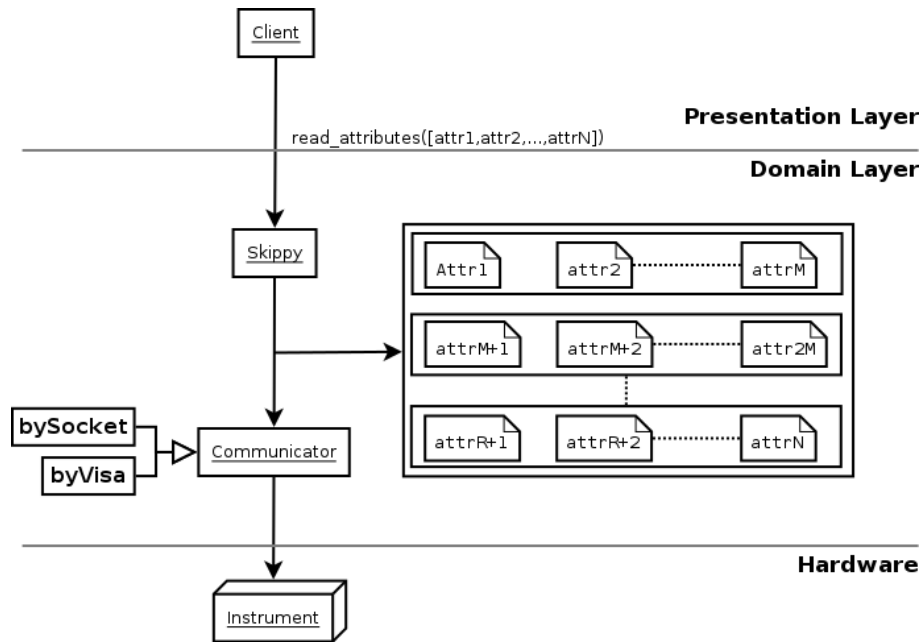 Client
Presentation Layer
read_attributes([attr1,attr2,...,attrN])
Domain Layer
Skippy
Attr1 attr2 attrM
attrM+1 attrM+2 attr2M
attrR+1 attrR+2 attrN
bySocket
byVisa
Communicator
Hardware
Instrument